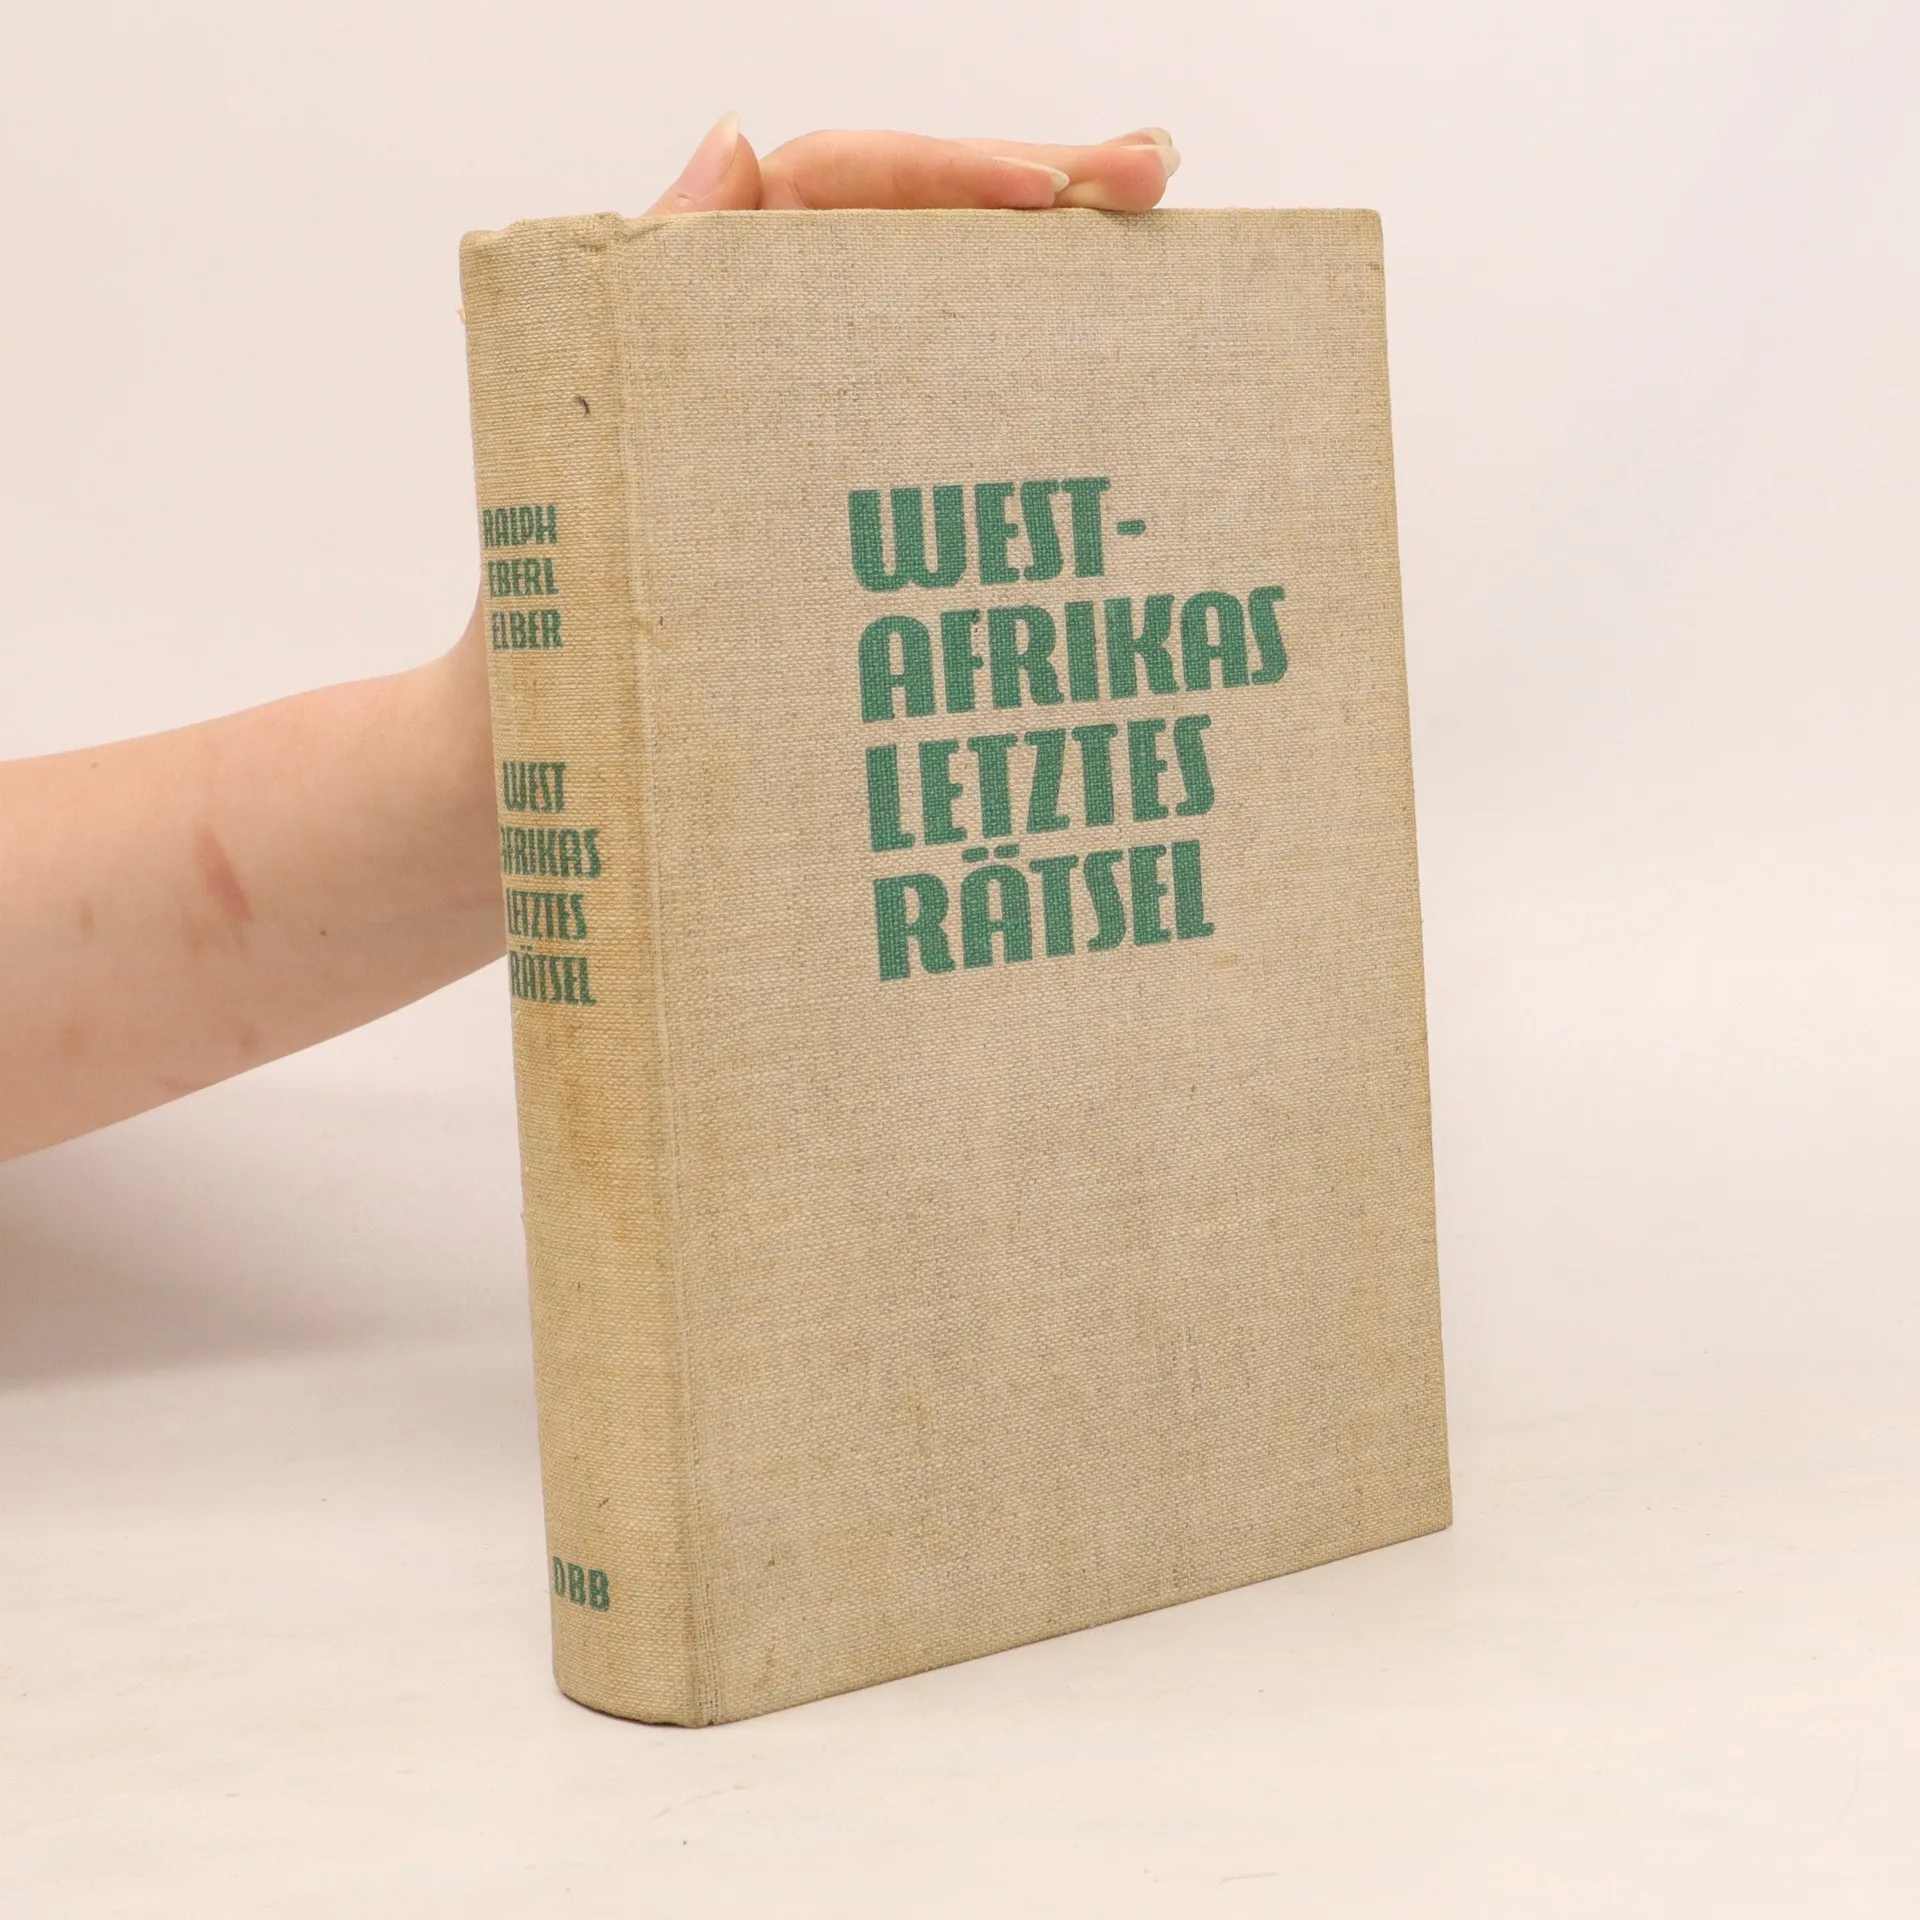 RALPH
EBERL
ELBER
WEST
AFRIKAS
LETZTES
RÄTSEL
DBB
WEST-
AFRIKAS
LETZTES
RÄTSEL